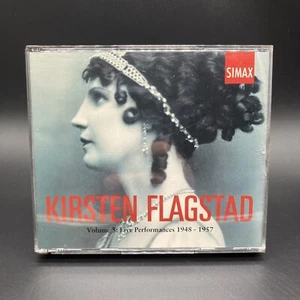 SIMAX
KIRSTEN FLAGSTAD
Volume 3: Live Performances 1948 - 1957